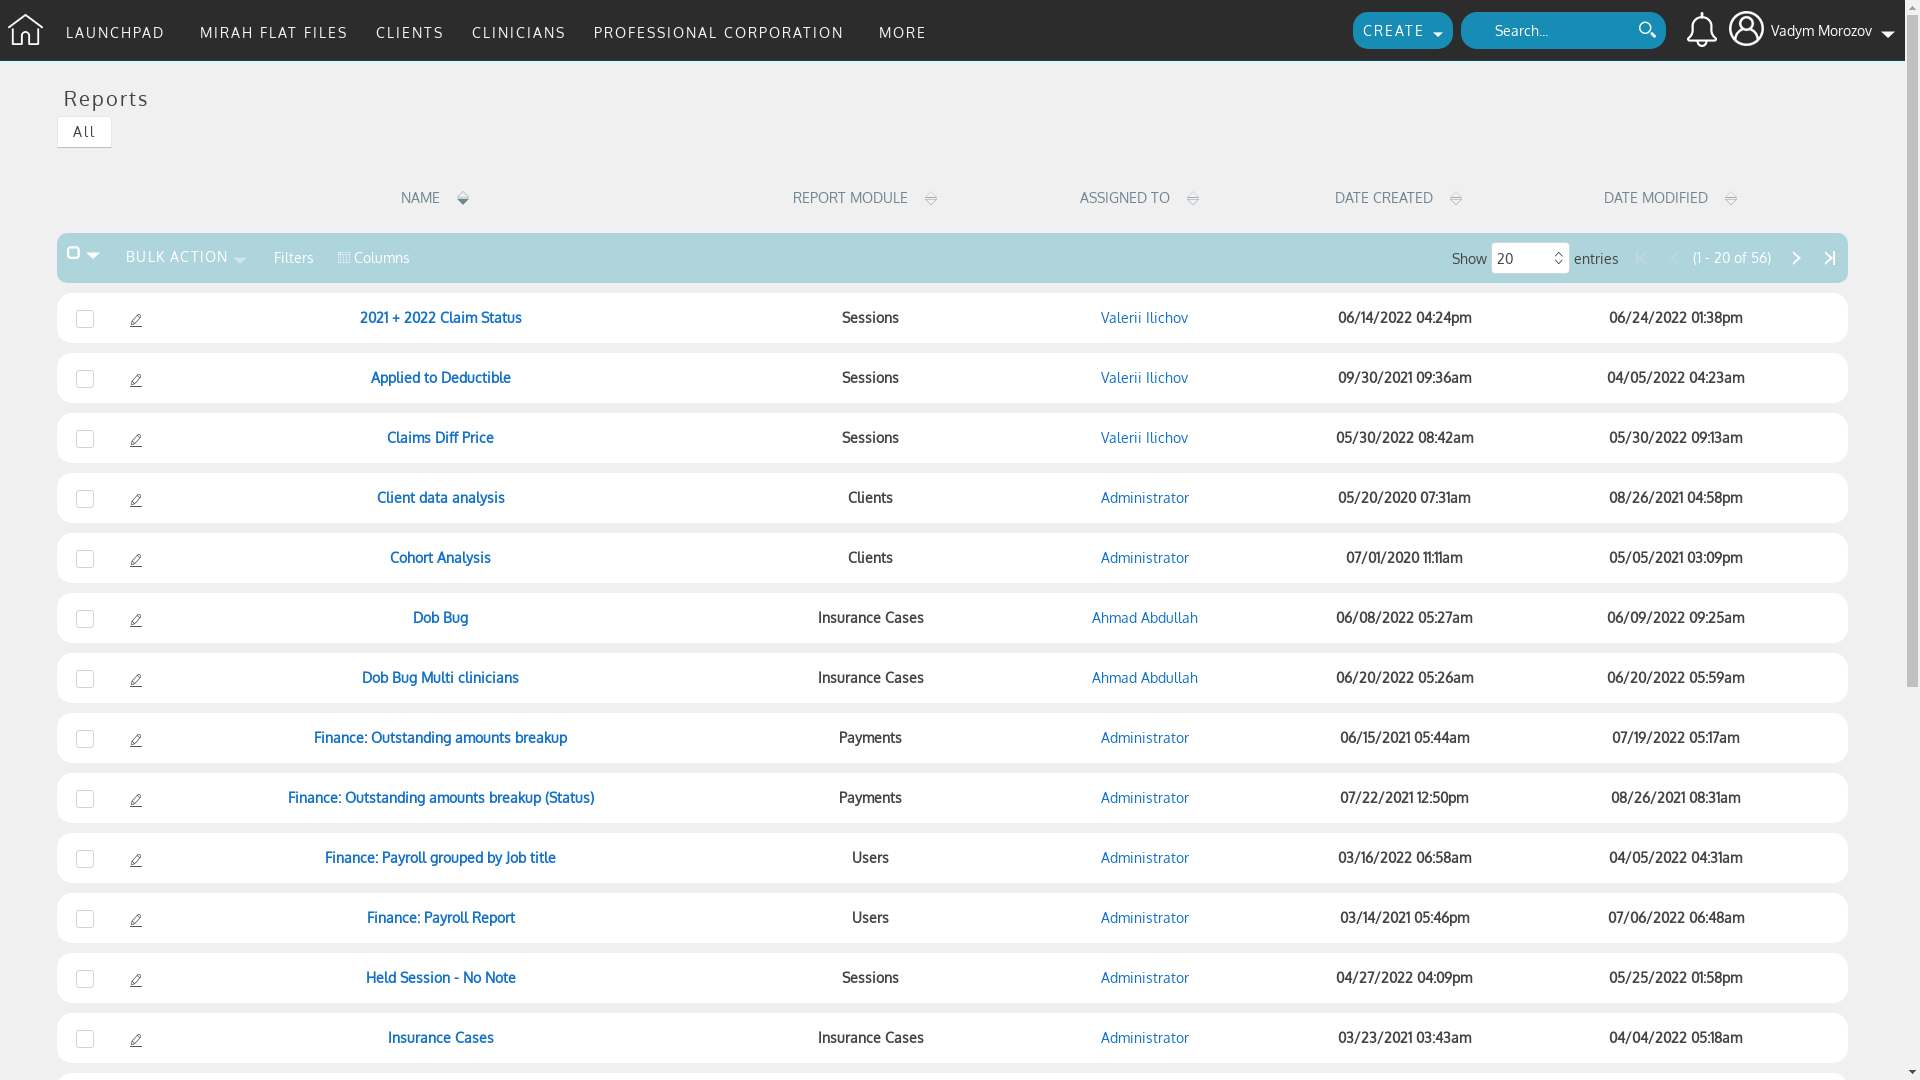 LAUNCHPAD MIRAH FLAT FILES CLIENTS CLINICIANS PROFESSIONAL CORPORATION MORE CREATE Search... Vadym Morozov
Reports
All
NAME REPORT MODULE ASSIGNED TO DATE CREATED DATE MODIFIED
BULK ACTION Filters Columns Show 20 entries (1 - 20 of 56)
2021 + 2022 Claim Status Sessions Valerii Ilichov 06/14/2022 04:24pm 06/24/2022 01:38pm
Applied to Deductible Sessions Valerii Ilichov 09/30/2021 09:36am 04/05/2022 04:23am
Claims Diff Price Sessions Valerii Ilichov 05/30/2022 08:42am 05/30/2022 09:13am
Client data analysis Clients Administrator 05/20/2020 07:31am 08/26/2021 04:58pm
Cohort Analysis Clients Administrator 07/01/2020 11:11am 05/05/2021 03:09pm
Dob Bug Insurance Cases Ahmad Abdullah 06/08/2022 05:27am 06/09/2022 09:25am
Dob Bug Multi clinicians Insurance Cases Ahmad Abdullah 06/20/2022 05:26am 06/20/2022 05:59am
Finance: Outstanding amounts breakup Payments Administrator 06/15/2021 05:44am 07/19/2022 05:17am
Finance: Outstanding amounts breakup (Status) Payments Administrator 07/22/2021 12:50pm 08/26/2021 08:31am
Finance: Payroll grouped by Job title Users Administrator 03/16/2022 06:58am 04/05/2022 04:31am
Finance: Payroll Report Users Administrator 03/14/2021 05:46pm 07/06/2022 06:48am
Held Session - No Note Sessions Administrator 04/27/2022 04:09pm 05/25/2022 01:58pm
Insurance Cases Insurance Cases Administrator 03/23/2021 03:43am 04/04/2022 05:18am